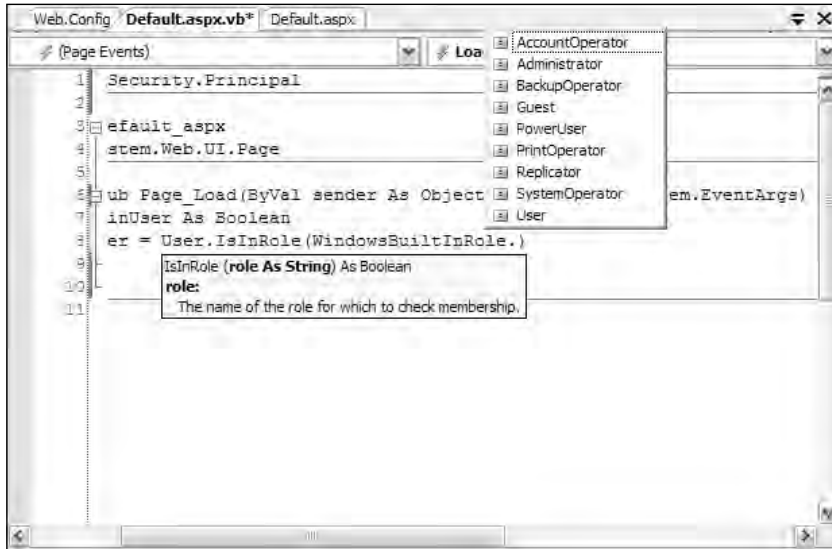 Web.Config Default.aspx.vb* Default.aspx
(Page Events) Loa
AccountOperator
Administrator
BackupOperator
Guest
PowerUser
PrintOperator
Replicator
SystemOperator
User
1 Security.Principal
2
3 efault_aspx
4 stem.Web.UI.Page
5
6 ub Page_Load(ByVal sender As Object em.EventArgs)
7 inUser As Boolean
8 er = User.IsInRole(WindowsBuiltInRole.)
9
IsInRole (role As String) As Boolean
10
role:
The name of the role for which to check membership.
11